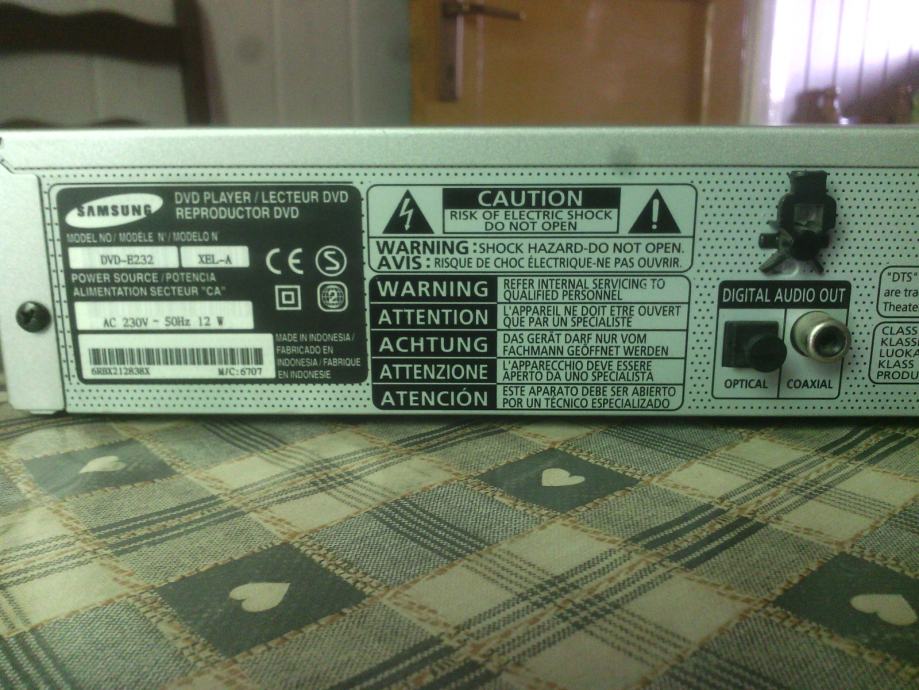 SAMSUNG
DVD PLAYER / LECTEUR DVD
REPRODUCTOR DVD
MODEL NO / MODÈLE N° / MODELO N
DVD-E232 XEL-A
POWER SOURCE / POTENCIA
ALIMENTATION SECTEUR "CA"
AC 230V ~ 50Hz 12 W
6RBX212838X M/C:6707
CE S
2
MADE IN INDONESIA /
FABRICADO EN
INDONESIA / FABRIQUE
EN INDONESIE
CAUTION
RISK OF ELECTRIC SHOCK
DO NOT OPEN
WARNING : SHOCK HAZARD-DO NOT OPEN.
AVIS : RISQUE DE CHOC ÉLECTRIQUE-NE PAS OUVRIR.
WARNING REFER INTERNAL SERVICING TO
QUALIFIED PERSONNEL
ATTENTION L'APPAREIL NE DOIT ETRE OUVERT
QUE PAR UN SPECIALISTE
ACHTUNG DAS GERÄT DARF NUR VOM
FACHMANN GEÖFFNET WERDEN
ATTENZIONE L'APPARECCHIO DEVE ESSERE
APERTO DA UNO SPECIALISTA
ATENCIÓN ESTE APARATO DEBE SER ABIERTO
POR UN TÉCNICO ESPECIALIZADO
DIGITAL AUDIO OUT
OPTICAL COAXIAL
"DTS
are tra
Theate
CLASS
KLASSE
LUOKA
KLASS
PRODU